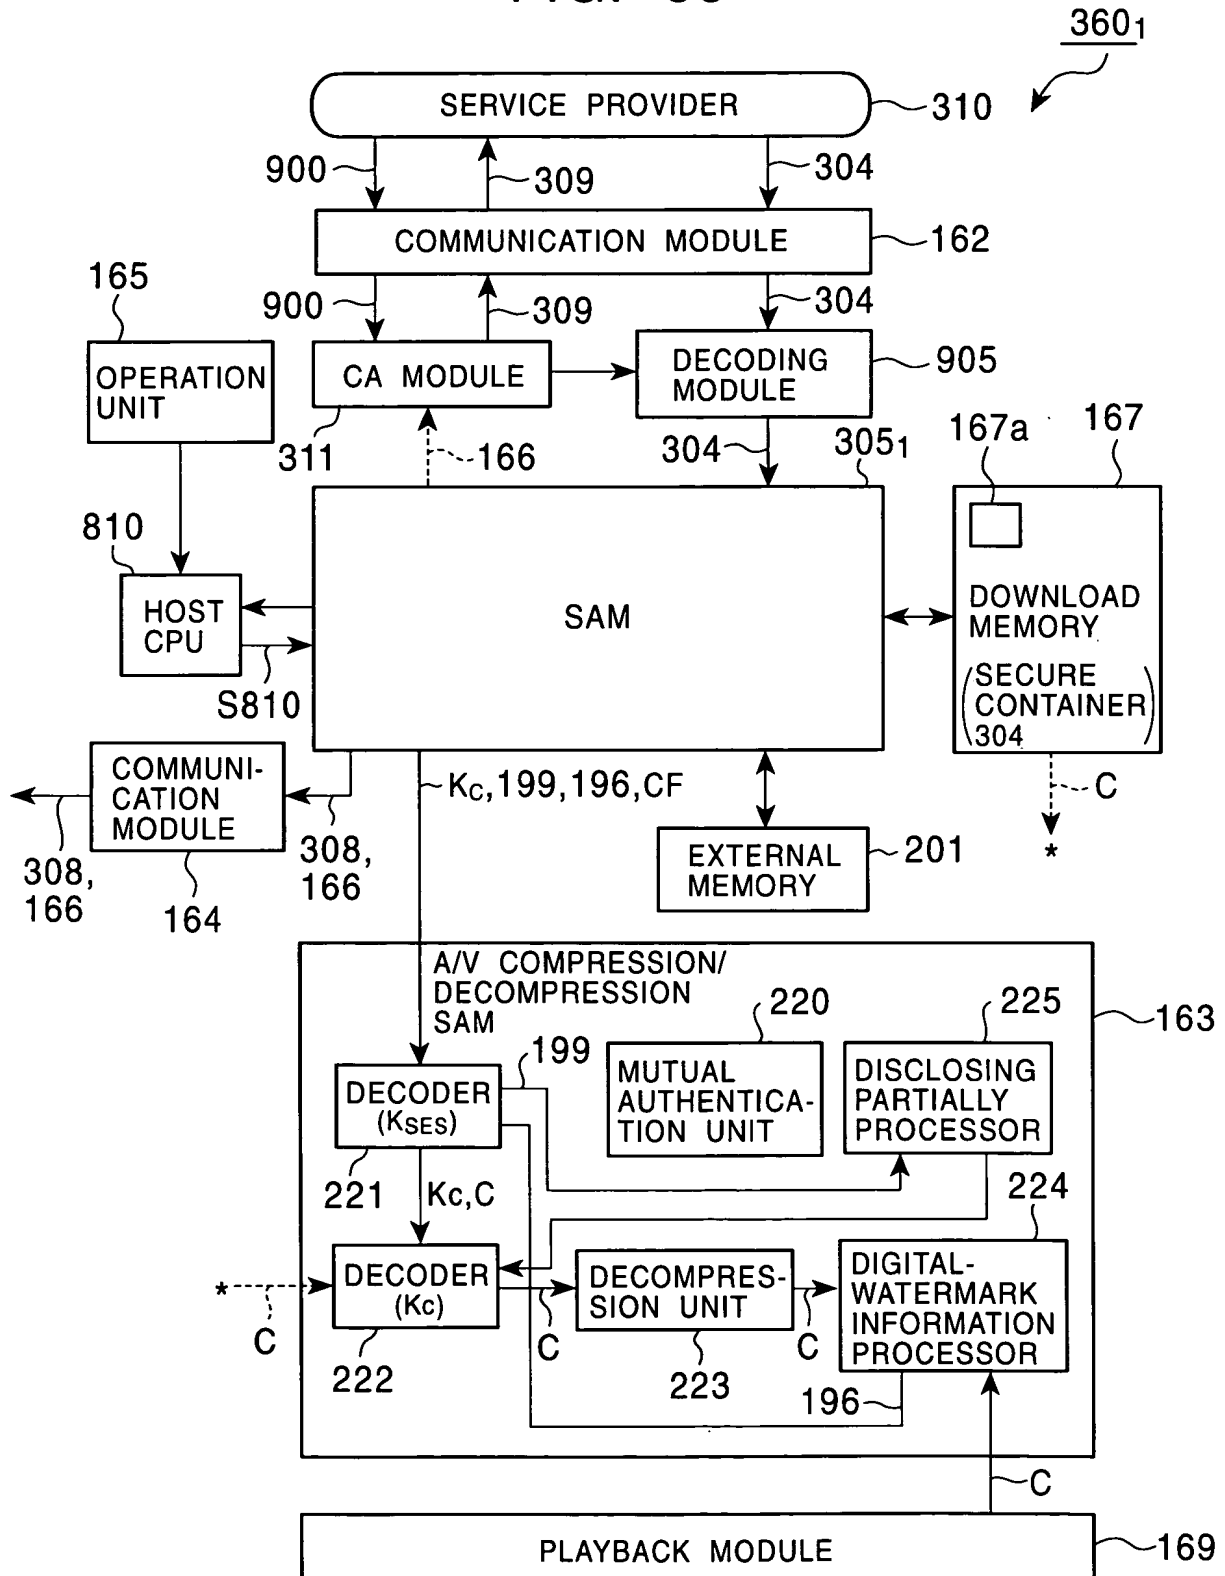 360₁
SERVICE PROVIDER
310
900
309
304
COMMUNICATION MODULE
162
165
900
309
304
OPERATION
UNIT
CA MODULE
DECODING
MODULE
905
311
166
304
305₁
167a
167
810
HOST
CPU
S810
SAM
DOWNLOAD
MEMORY
(SECURE
CONTAINER)
304
C
*
COMMUNI-
CATION
MODULE
308,
166
164
308,
166
Kc,199,196,CF
EXTERNAL
MEMORY
201
A/V COMPRESSION/
DECOMPRESSION
SAM
163
199
220
225
DECODER
(KSES)
MUTUAL
AUTHENTICA-
TION UNIT
DISCLOSING
PARTIALLY
PROCESSOR
221
Kc,C
224
*
C
DECODER
(Kc)
222
C
DECOMPRES-
SION UNIT
223
C
DIGITAL-
WATERMARK
INFORMATION
PROCESSOR
196
C
PLAYBACK MODULE
169